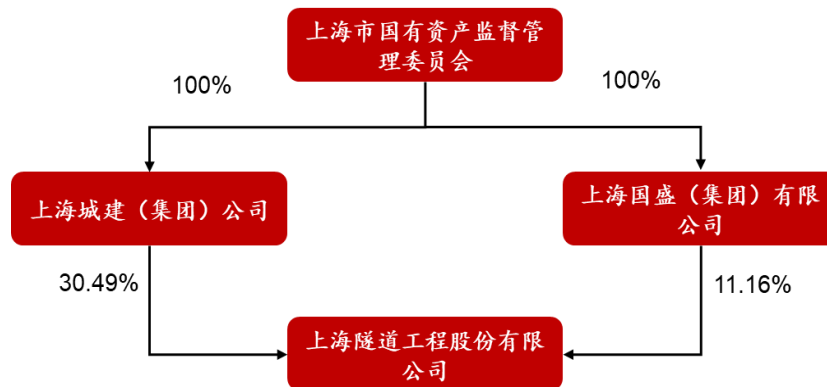 上海市国有资产监督管
理委员会
100%
100%
上海城建（集团）公司
上海国盛（集团）有限
公司
30.49%
11.16%
上海隧道工程股份有限
公司